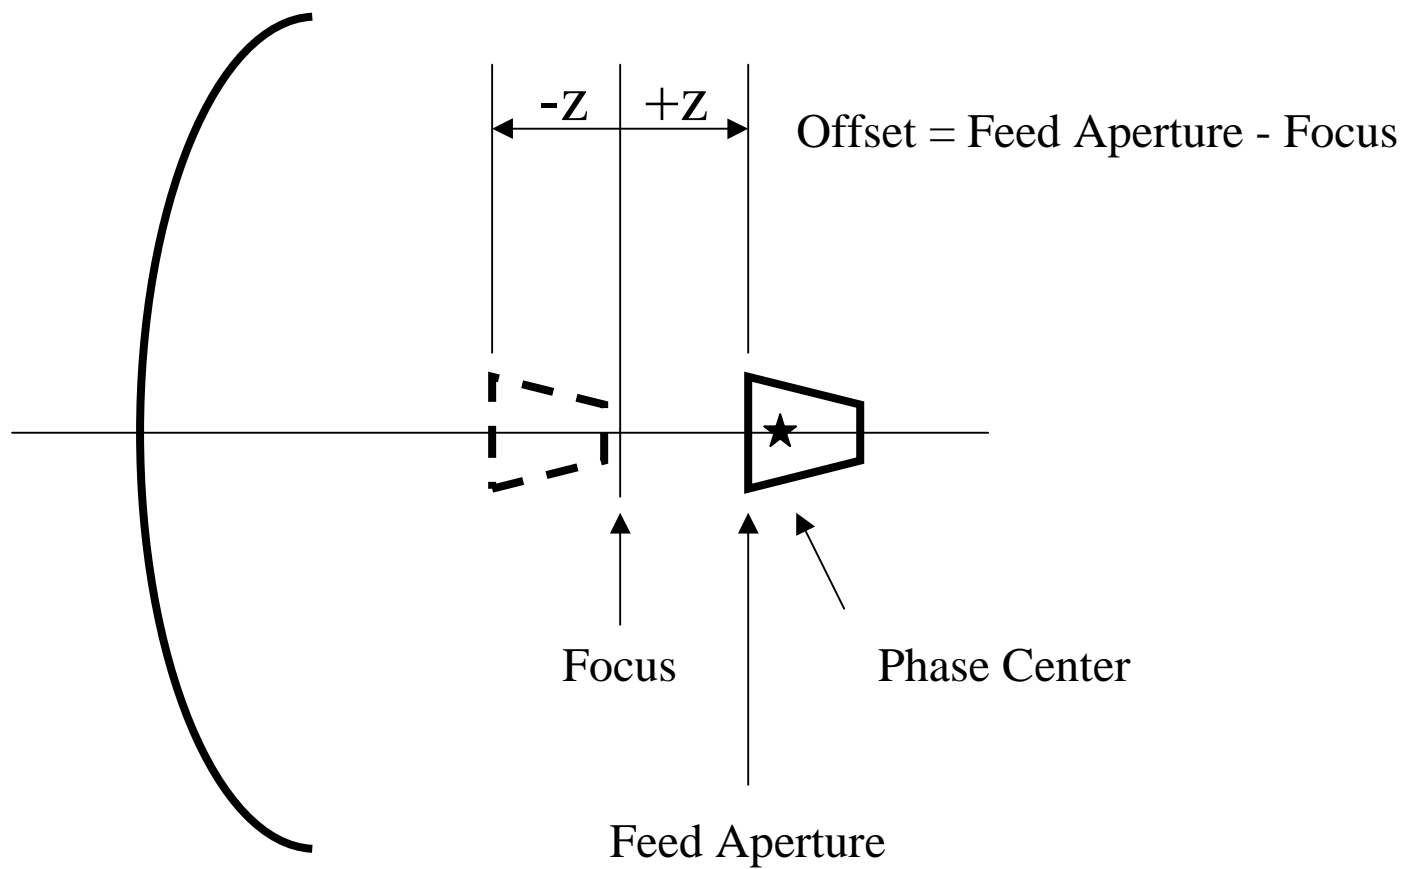 -z
+z
Offset = Feed Aperture - Focus
Focus
Phase Center
Feed Aperture